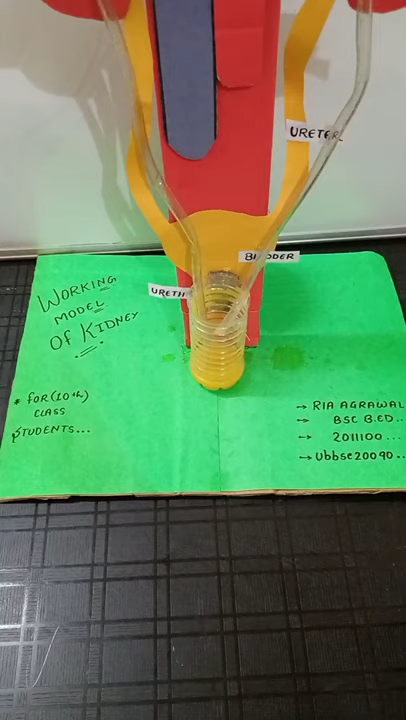 URETER
BLADDER
URETH
WORKING
MODEL
Of KIDNEY
* fOR(10th)
CLASS
STUDENTS...
→ RIA AGRAWAL
→ BSC B.ED..
→ 2011100...
→ Ubbse20090..